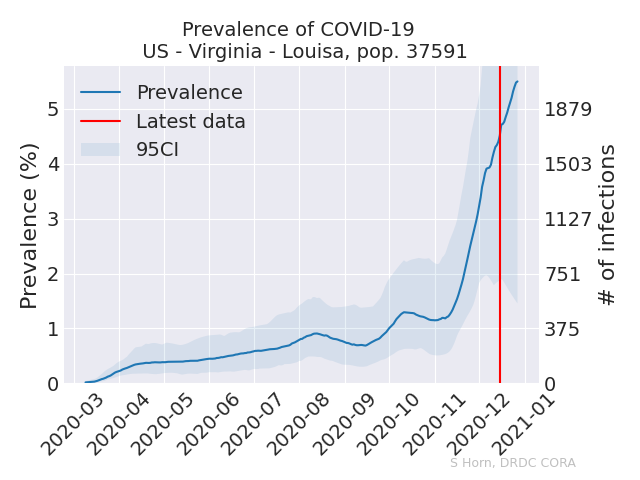 Prevalence of COVID-19
US - Virginia - Louisa, pop. 37591
Prevalence
Latest data
95CI
Prevalence (%)
5
4
3
2
1
0
1879
1503
1127
751
375
0
# of infections
2020-03
2020-04
2020-05
2020-06
2020-07
2020-08
2020-09
2020-10
2020-11
2020-12
2021-01
S Horn, DRDC CORA